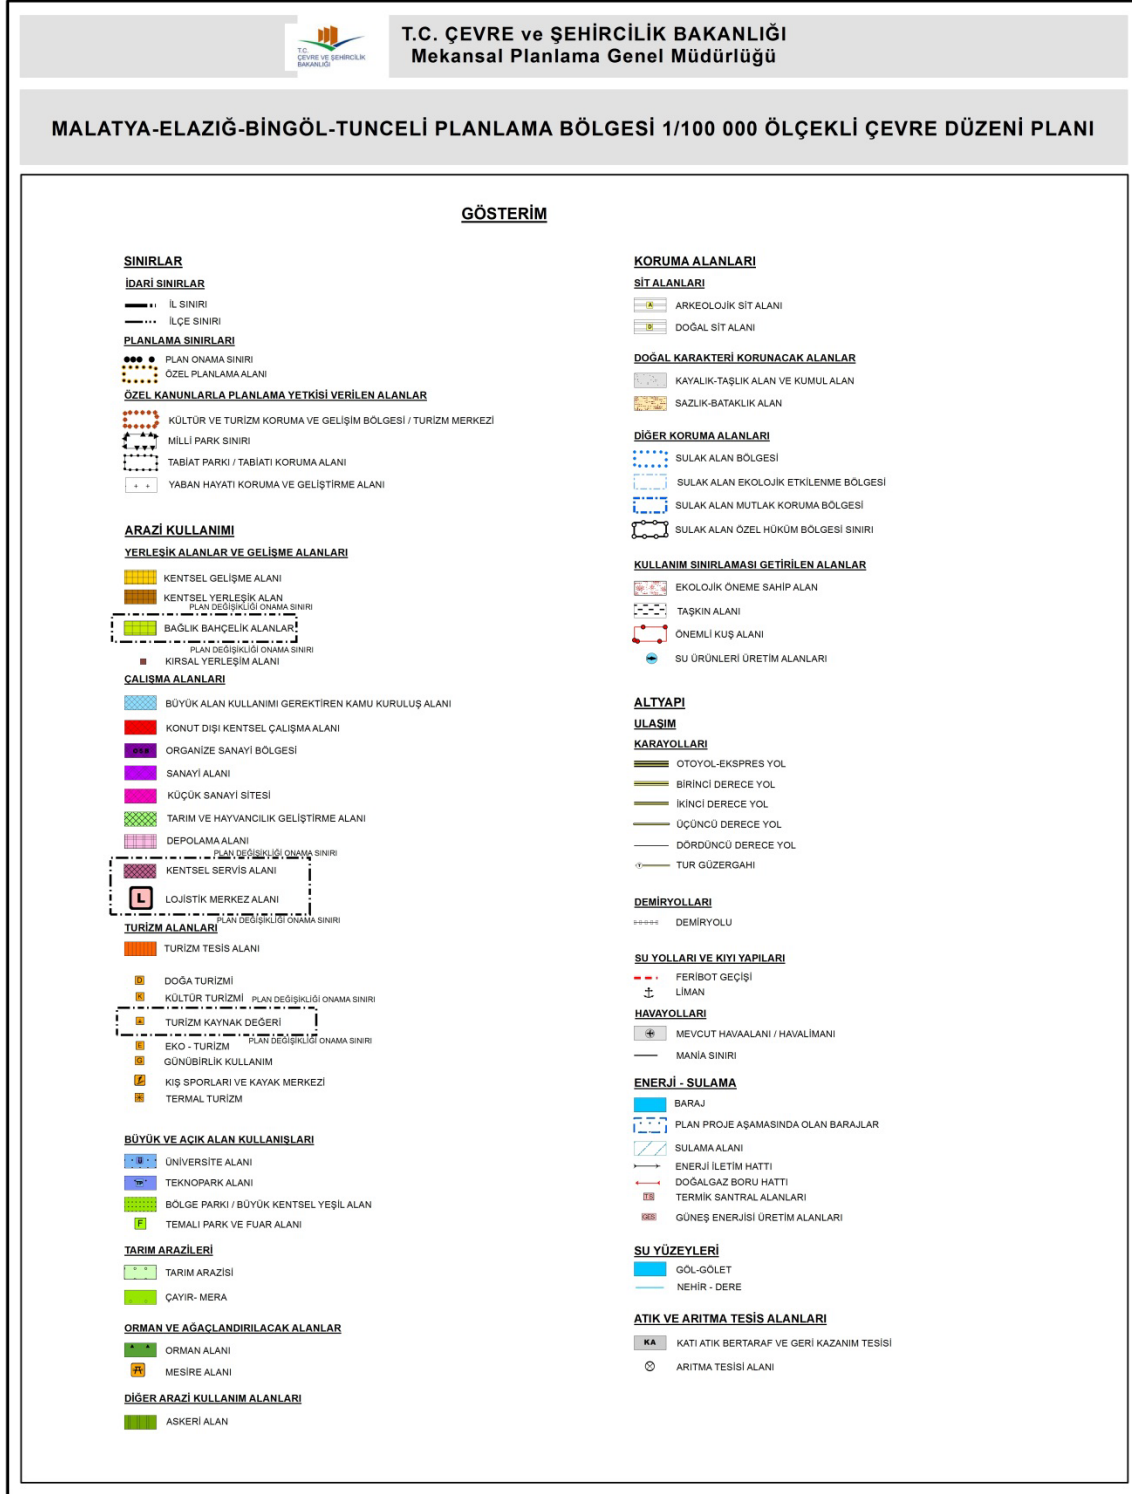 T.C.
ÇEVRE VE ŞEHİRCİLİK
BAKANLIĞI
T.C. ÇEVRE ve ŞEHİRCİLİK BAKANLIĞI
Mekansal Planlama Genel Müdürlüğü
MALATYA-ELAZIĞ-BİNGÖL-TUNCELİ PLANLAMA BÖLGESİ 1/100 000 ÖLÇEKLİ ÇEVRE DÜZENİ PLANI
GÖSTERİM
SINIRLAR
İDARİ SINIRLAR
İL SINIRI
İLÇE SINIRI
PLANLAMA SINIRLARI
PLAN ONAMA SINIRI
ÖZEL PLANLAMA ALANI
ÖZEL KANUNLARLA PLANLAMA YETKİSİ VERİLEN ALANLAR
KÜLTÜR VE TURİZM KORUMA VE GELİŞİM BÖLGESİ / TURİZM MERKEZİ
MİLLİ PARK SINIRI
TABİAT PARKI / TABİATI KORUMA ALANI
YABAN HAYATI KORUMA VE GELİŞTİRME ALANI
ARAZİ KULLANIMI
YERLEŞİK ALANLAR VE GELİŞME ALANLARI
KENTSEL GELİŞME ALANI
KENTSEL YERLEŞİK ALAN
PLAN DEĞİŞİKLİĞİ ONAMA SINIRI
BAĞLIK BAHÇELİK ALANLAR
PLAN DEĞİŞİKLİĞİ ONAMA SINIRI
KIRSAL YERLEŞİM ALANI
ÇALIŞMA ALANLARI
BÜYÜK ALAN KULLANIMI GEREKTİREN KAMU KURULUŞ ALANI
KONUT DIŞI KENTSEL ÇALIŞMA ALANI
OSB ORGANİZE SANAYİ BÖLGESİ
SANAYİ ALANI
KÜÇÜK SANAYİ SİTESİ
TARIM VE HAYVANCILIK GELİŞTİRME ALANI
DEPOLAMA ALANI
PLAN DEĞİŞİKLİĞİ ONAMA SINIRI
KENTSEL SERVİS ALANI
L LOJİSTİK MERKEZ ALANI
PLAN DEĞİŞİKLİĞİ ONAMA SINIRI
TURİZM ALANLARI
TURİZM TESİS ALANI
D DOĞA TURİZMİ
K KÜLTÜR TURİZMİ PLAN DEĞİŞİKLİĞİ ONAMA SINIRI
TURİZM KAYNAK DEĞERİ
PLAN DEĞİŞİKLİĞİ ONAMA SINIRI
E EKO - TURİZM
G GÜNÜBİRLİK KULLANIM
KIŞ SPORLARI VE KAYAK MERKEZİ
TERMAL TURİZM
BÜYÜK VE AÇIK ALAN KULLANIŞLARI
Ü ÜNİVERSİTE ALANI
TP TEKNOPARK ALANI
BÖLGE PARKI / BÜYÜK KENTSEL YEŞİL ALAN
F TEMALI PARK VE FUAR ALANI
TARIM ARAZİLERİ
TARIM ARAZİSİ
ÇAYIR- MERA
ORMAN VE AĞAÇLANDIRILACAK ALANLAR
ORMAN ALANI
MESİRE ALANI
DİĞER ARAZİ KULLANIM ALANLARI
ASKERİ ALAN
KORUMA ALANLARI
SİT ALANLARI
A ARKEOLOJİK SİT ALANI
D DOĞAL SİT ALANI
DOĞAL KARAKTERİ KORUNACAK ALANLAR
KAYALIK-TAŞLIK ALAN VE KUMUL ALAN
SAZLIK-BATAKLIK ALAN
DİĞER KORUMA ALANLARI
SULAK ALAN BÖLGESİ
SULAK ALAN EKOLOJİK ETKİLENME BÖLGESİ
SULAK ALAN MUTLAK KORUMA BÖLGESİ
SULAK ALAN ÖZEL HÜKÜM BÖLGESİ SINIRI
KULLANIM SINIRLAMASI GETİRİLEN ALANLAR
EKOLOJİK ÖNEME SAHİP ALAN
TAŞKIN ALANI
ÖNEMLİ KUŞ ALANI
SU ÜRÜNLERİ ÜRETİM ALANLARI
ALTYAPI
ULAŞIM
KARAYOLLARI
OTOYOL-EKSPRES YOL
BİRİNCİ DERECE YOL
İKİNCİ DERECE YOL
ÜÇÜNCÜ DERECE YOL
DÖRDÜNCÜ DERECE YOL
TUR GÜZERGAHI
DEMİRYOLLARI
DEMİRYOLU
SU YOLLARI VE KIYI YAPILARI
FERİBOT GEÇİŞİ
LİMAN
HAVAYOLLARI
MEVCUT HAVAALANI / HAVALİMANI
MANİA SINIRI
ENERJİ - SULAMA
BARAJ
PLAN PROJE AŞAMASINDA OLAN BARAJLAR
SULAMA ALANI
ENERJİ İLETİM HATTI
DOĞALGAZ BORU HATTI
TS TERMİK SANTRAL ALANLARI
GES GÜNEŞ ENERJİSİ ÜRETİM ALANLARI
SU YÜZEYLERİ
GÖL-GÖLET
NEHİR - DERE
ATIK VE ARITMA TESİS ALANLARI
KA KATI ATIK BERTARAF VE GERİ KAZANIM TESİSİ
ARITMA TESİSİ ALANI